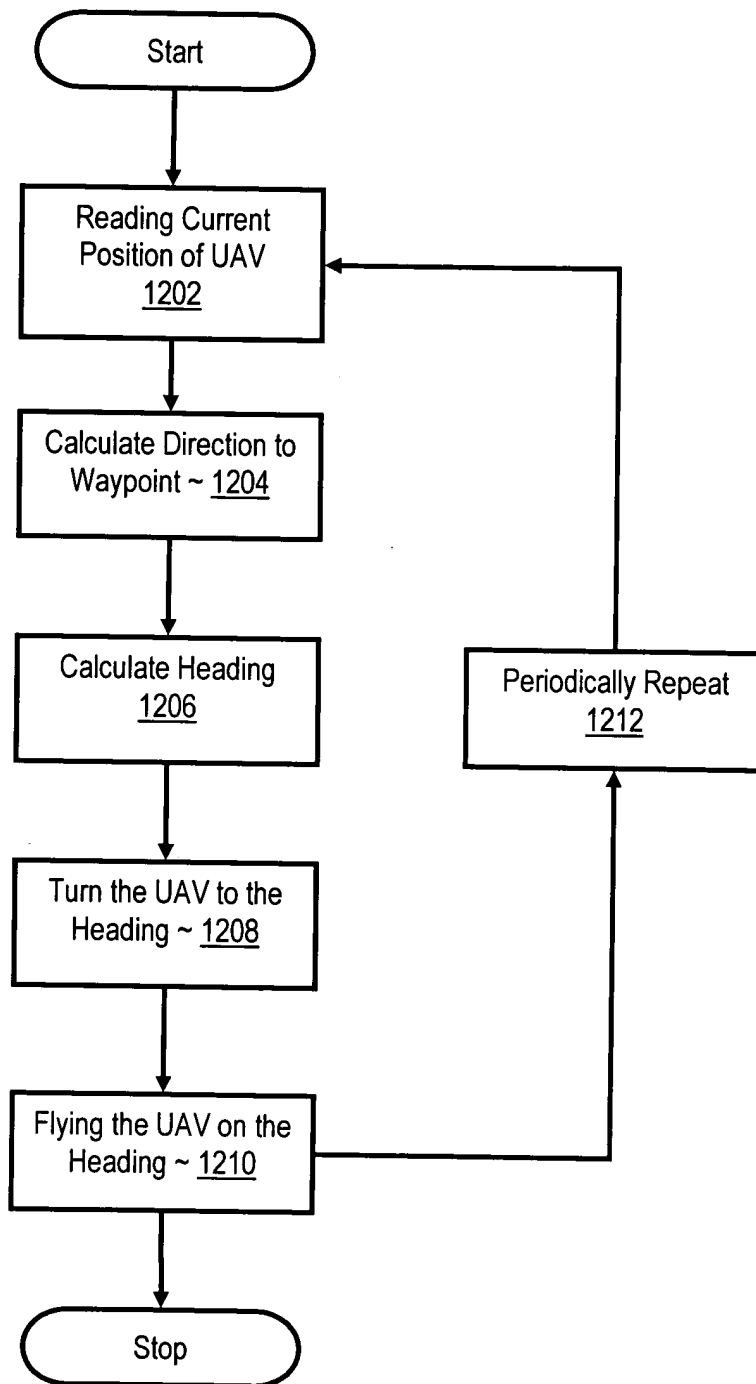 Start
Reading Current
Position of UAV
1202
Calculate Direction to
Waypoint ~ 1204
Calculate Heading
1206
Periodically Repeat
1212
Turn the UAV to the
Heading ~ 1208
Flying the UAV on the
Heading ~ 1210
Stop